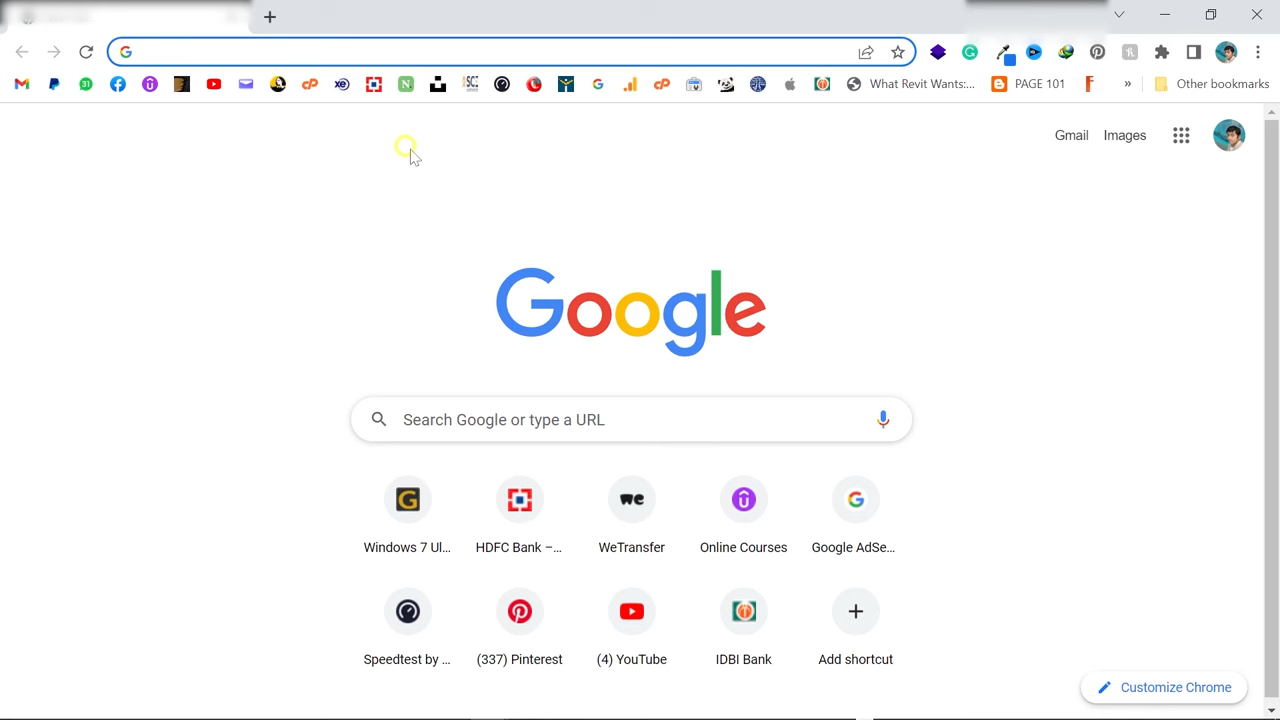 What Revit Wants:...
PAGE 101
»
Other bookmarks
Gmail
Images
Google
Search Google or type a URL
Windows 7 Ul...
HDFC Bank –...
WeTransfer
Online Courses
Google AdSe...
Speedtest by ...
(337) Pinterest
(4) YouTube
IDBI Bank
Add shortcut
Customize Chrome